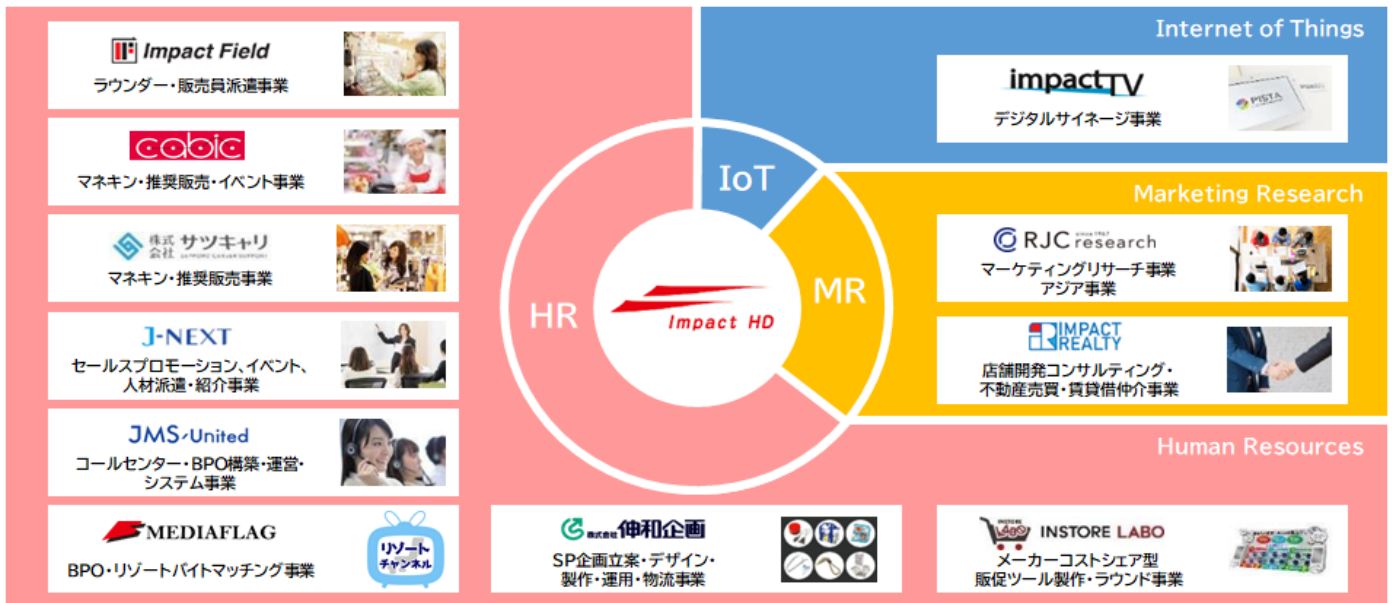 Impact Field
ラウンダー・販売員派遣事業
cabic
マネキン・推奨販売・イベント事業
株式
会社 サツキャリ
SAPPORO CAREER SUPPORT
マネキン・推奨販売事業
J-NEXT
セールスプロモーション、イベント、
人材派遣・紹介事業
JMS・United
コールセンター・BPO構築・運営・
システム事業
MEDIAFLAG
BPO・リゾートバイトマッチング事業
リゾート
チャンネル
HR
IoT
MR
Impact HD
Internet of Things
impactTV
デジタルサイネージ事業
PISTA
Marketing Research
RJC since 1967
research
マーケティングリサーチ事業
アジア事業
IMPACT
REALTY
店舗開発コンサルティング・
不動産売買・賃貸借仲介事業
Human Resources
株式会社 伸和企画
SP企画立案・デザイン・
製作・運用・物流事業
INSTORE
LABO
INSTORE LABO
メーカーコストシェア型
販促ツール製作・ラウンド事業